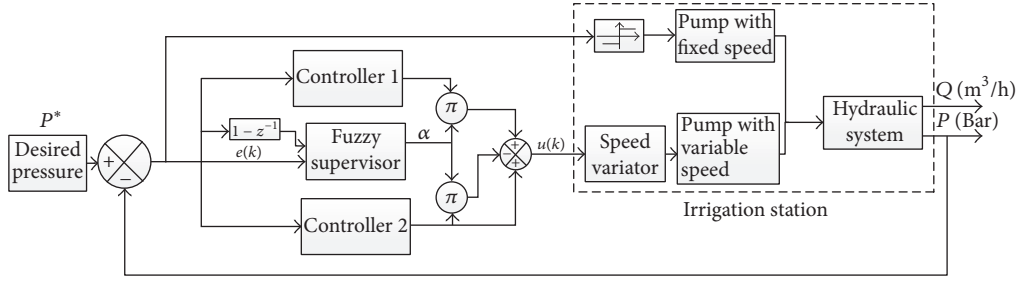 P*
Desired
pressure
+
−
1 − z⁻¹
e(k)
Controller 1
Fuzzy
supervisor
Controller 2
α
π
π
+
−
+
+
u(k)
Speed
variator
Pump with
fixed speed
Pump with
variable
speed
Hydraulic
system
Q (m³/h)
P (Bar)
Irrigation station